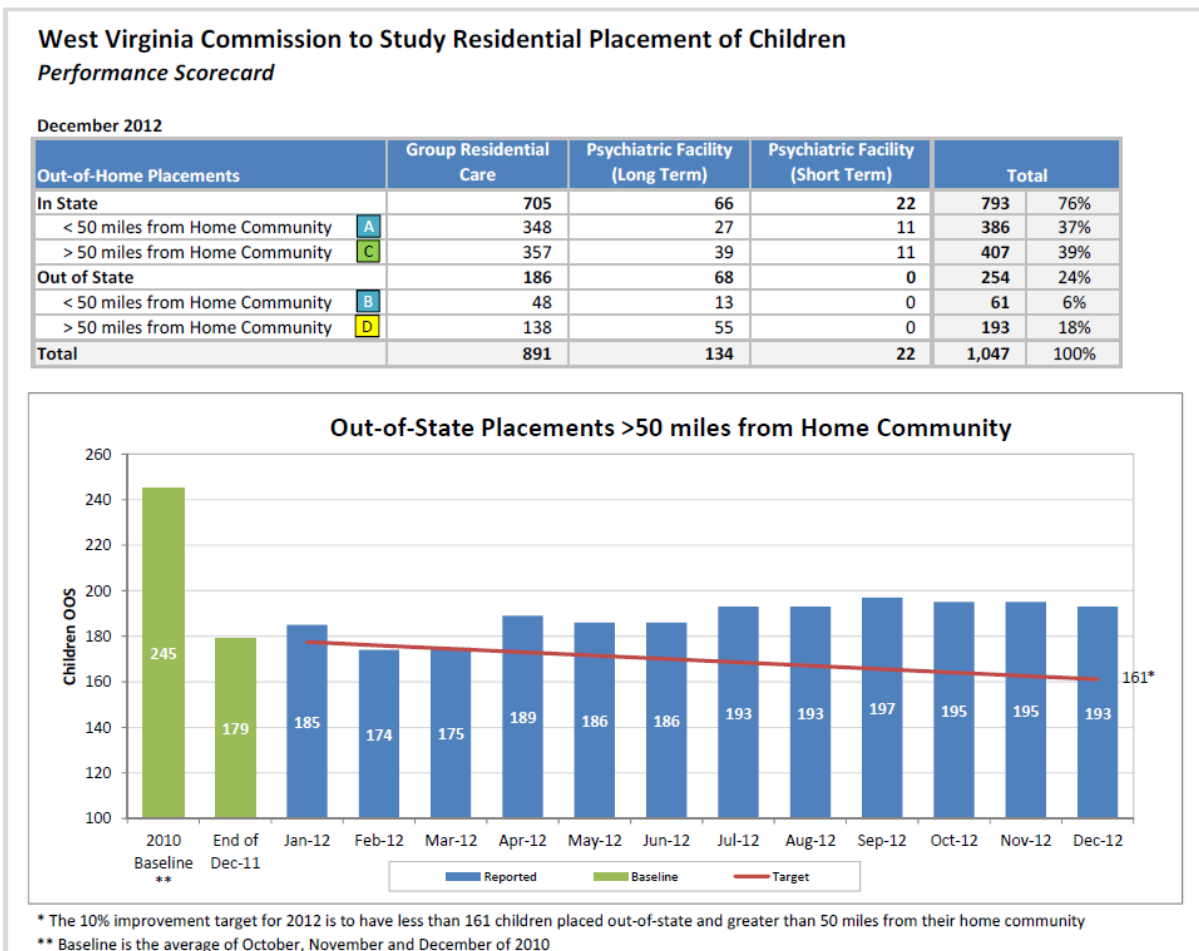 West Virginia Commission to Study Residential Placement of Children
Performance Scorecard
December 2012
Out-of-Home Placements Group Residential Care Psychiatric Facility (Long Term) Psychiatric Facility (Short Term) Total
In State 705 66 22 793 76%
< 50 miles from Home Community A 348 27 11 386 37%
> 50 miles from Home Community C 357 39 11 407 39%
Out of State 186 68 0 254 24%
< 50 miles from Home Community B 48 13 0 61 6%
> 50 miles from Home Community D 138 55 0 193 18%
Total 891 134 22 1,047 100%
Out-of-State Placements >50 miles from Home Community
Children OOS
260
240
220
200
180
160
140
120
100
245 179 185 174 175 189 186 186 193 193 197 195 195 193
161*
2010 Baseline ** End of Dec-11 Jan-12 Feb-12 Mar-12 Apr-12 May-12 Jun-12 Jul-12 Aug-12 Sep-12 Oct-12 Nov-12 Dec-12
Reported Baseline Target
* The 10% improvement target for 2012 is to have less than 161 children placed out-of-state and greater than 50 miles from their home community
** Baseline is the average of October, November and December of 2010